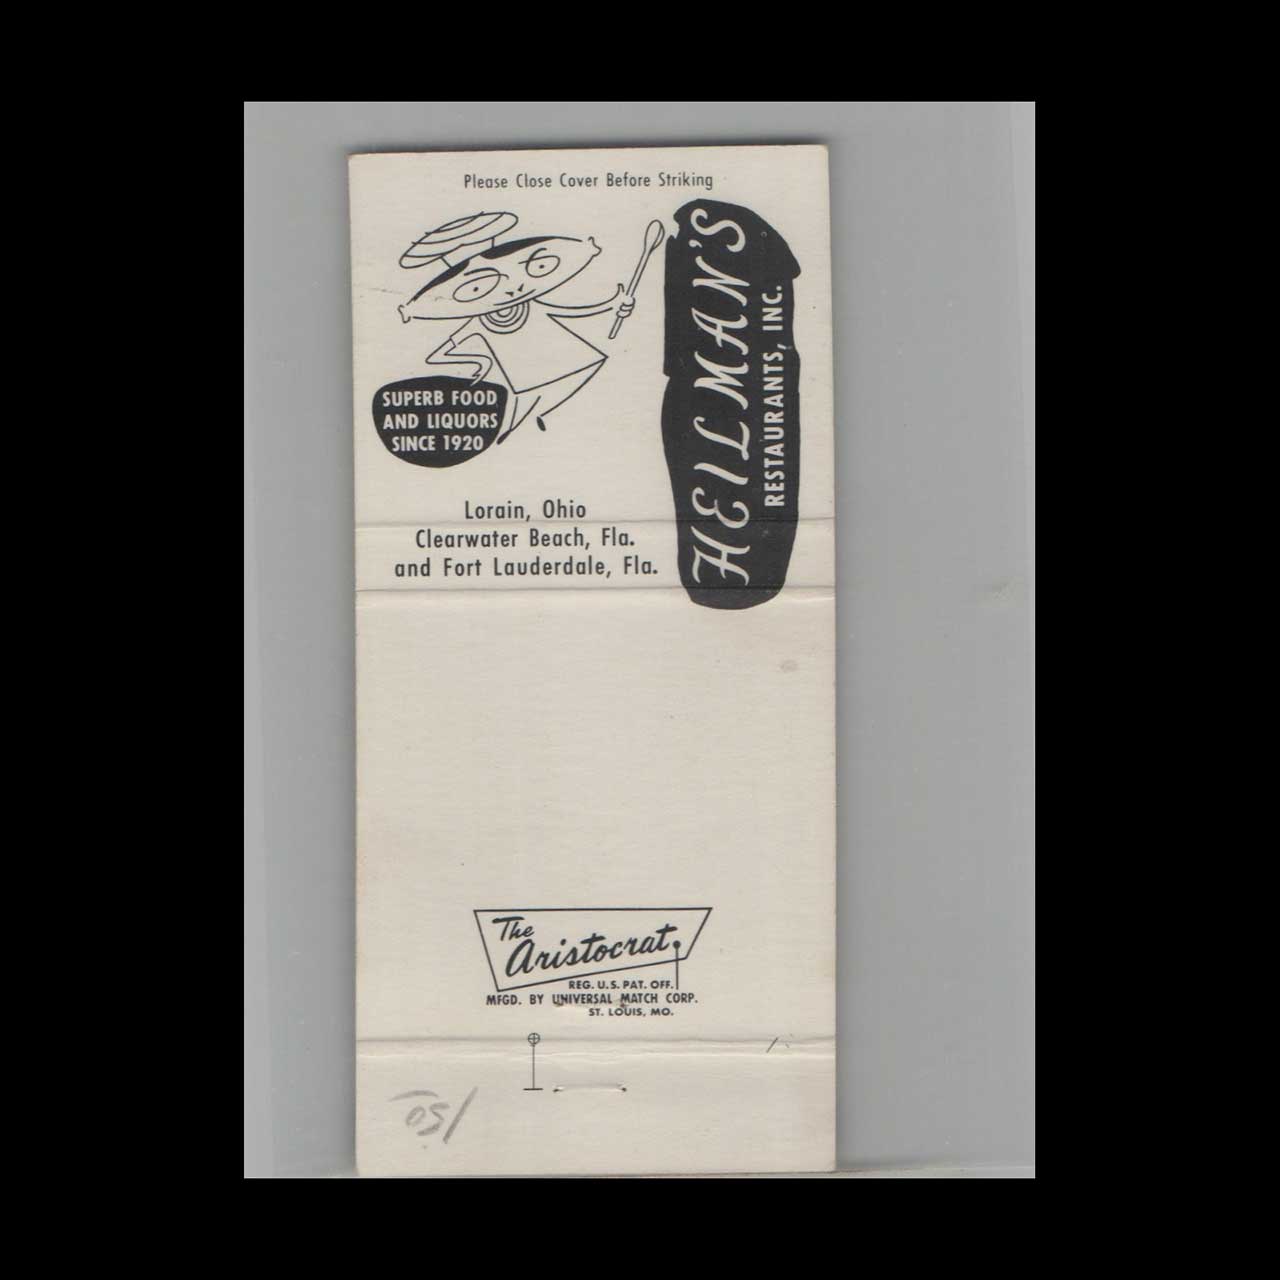 Please Close Cover Before Striking
HEILMAN'S
RESTAURANTS, INC.
SUPERB FOOD
AND LIQUORS
SINCE 1920
Lorain, Ohio
Clearwater Beach, Fla.
and Fort Lauderdale, Fla.
The
Aristocrat
REG. U.S. PAT. OFF.
MFGD. BY UNIVERSAL MATCH CORP.
ST. LOUIS, MO.